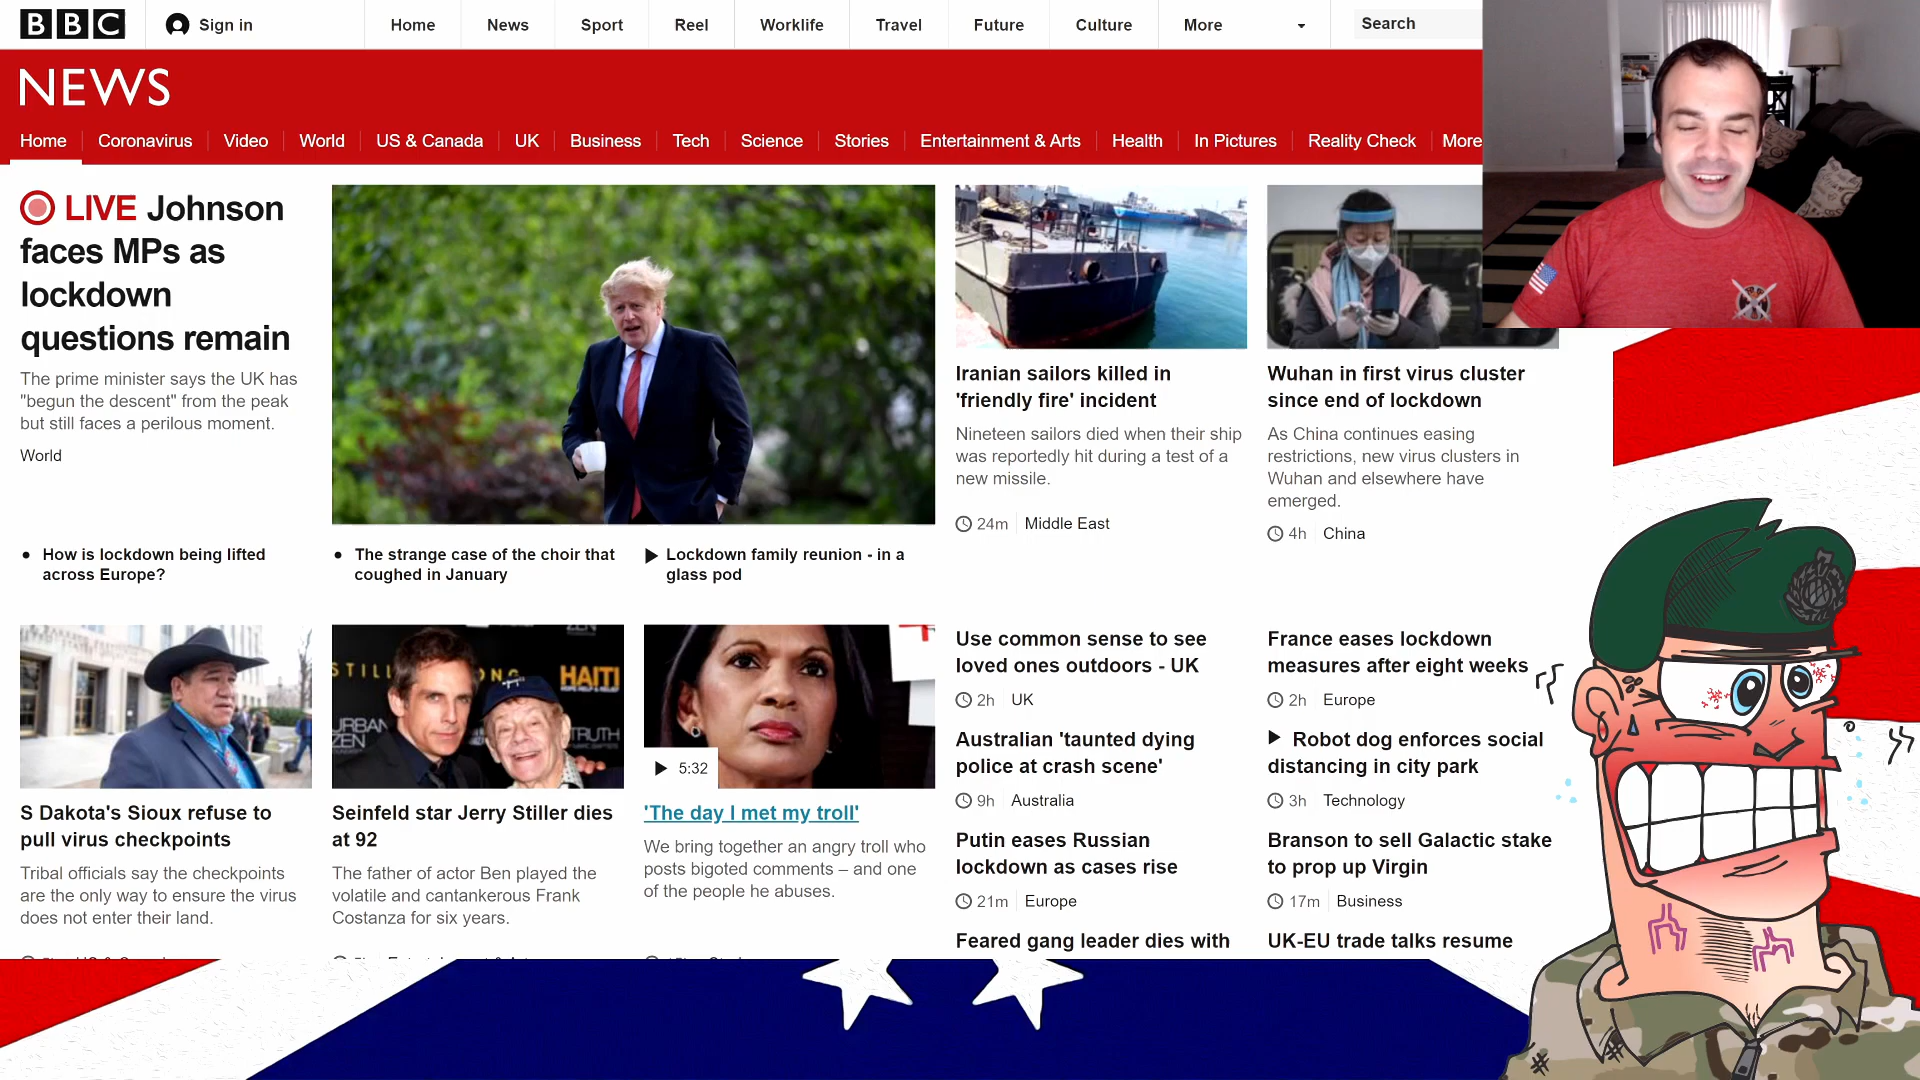 BBC
Sign in
Home
News
Sport
Reel
Worklife
Travel
Future
Culture
More
Search
NEWS
Home
Coronavirus
Video
World
US & Canada
UK
Business
Tech
Science
Stories
Entertainment & Arts
Health
In Pictures
Reality Check
More
LIVE Johnson
faces MPs as
lockdown
questions remain
The prime minister says the UK has
"begun the descent" from the peak
but still faces a perilous moment.
World
Iranian sailors killed in
'friendly fire' incident
Nineteen sailors died when their ship
was reportedly hit during a test of a
new missile.
24m
Middle East
Wuhan in first virus cluster
since end of lockdown
As China continues easing
restrictions, new virus clusters in
Wuhan and elsewhere have
emerged.
4h
China
How is lockdown being lifted
across Europe?
The strange case of the choir that
coughed in January
Lockdown family reunion - in a
glass pod
HAITI
URBAN
ZEN
TRUTH
5:32
S Dakota's Sioux refuse to
pull virus checkpoints
Tribal officials say the checkpoints
are the only way to ensure the virus
does not enter their land.
Seinfeld star Jerry Stiller dies
at 92
The father of actor Ben played the
volatile and cantankerous Frank
Costanza for six years.
'The day I met my troll'
We bring together an angry troll who
posts bigoted comments – and one
of the people he abuses.
Use common sense to see
loved ones outdoors - UK
2h
UK
Australian 'taunted dying
police at crash scene'
9h
Australia
Putin eases Russian
lockdown as cases rise
21m
Europe
Feared gang leader dies with
France eases lockdown
measures after eight weeks
2h
Europe
Robot dog enforces social
distancing in city park
3h
Technology
Branson to sell Galactic stake
to prop up Virgin
17m
Business
UK-EU trade talks resume